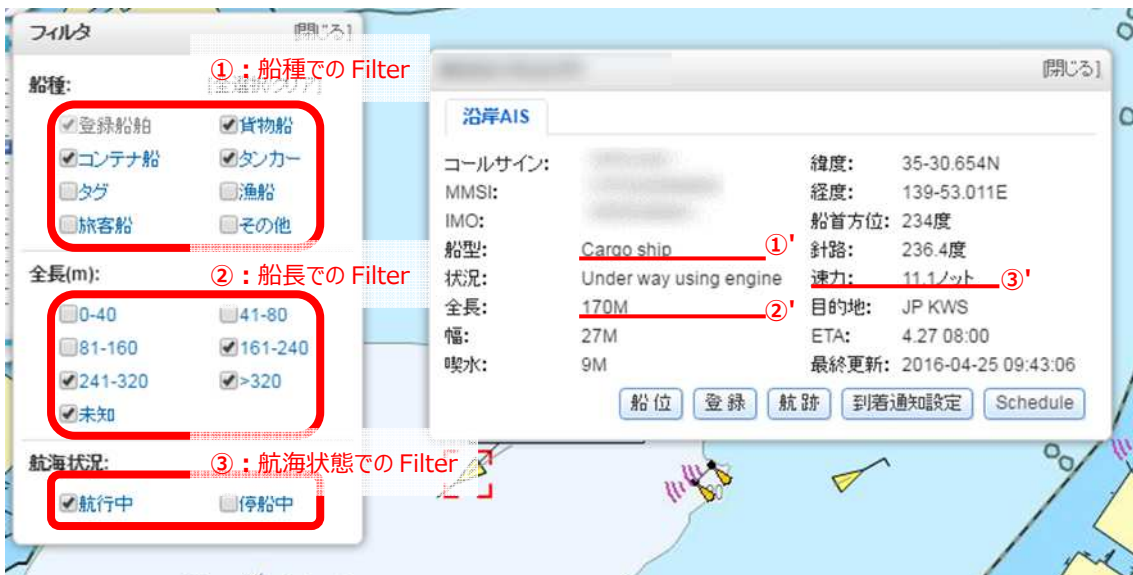 フィルタ [閉じる]
①：船種での Filter
船種: [全選択/クリア]
登録船舶 貨物船
コンテナ船 タンカー
タグ 漁船
旅客船 その他
全長(m): ②：船長での Filter
0-40 41-80
81-160 161-240
241-320 >320
未知
航海状況: ③：航海状態での Filter
航行中 停船中
[閉じる]
沿岸AIS
コールサイン: 緯度: 35-30.654N
MMSI: 経度: 139-53.011E
IMO: 船首方位: 234度
船型: Cargo ship ①' 針路: 236.4度
状況: Under way using engine 速力: 11.1ノット ③'
全長: 170M ②' 目的地: JP KWS
幅: 27M ETA: 4.27 08:00
喫水: 9M 最終更新: 2016-04-25 09:43:06
船位 登録 航跡 到着通知設定 Schedule